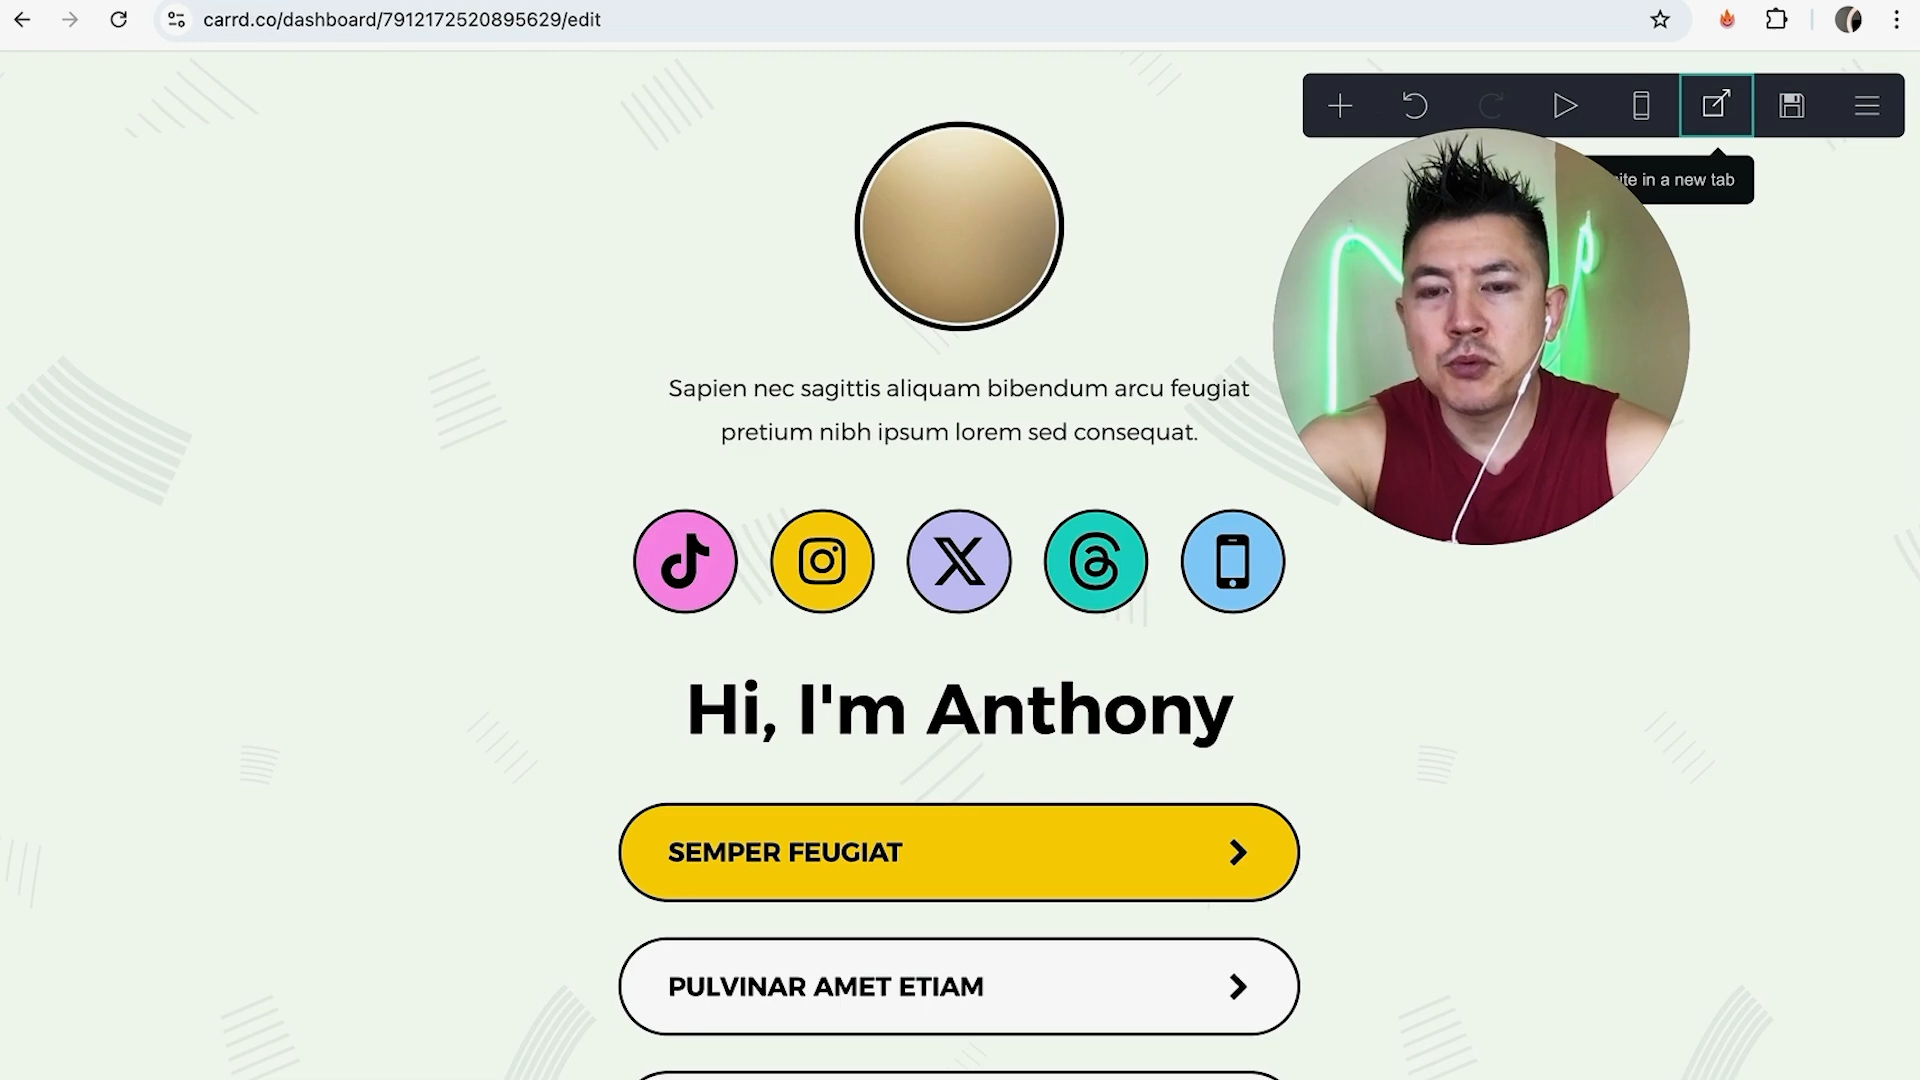 carrd.co/dashboard/7912172520895629/edit
in a new tab
Sapien nec sagittis aliquam bibendum arcu feugiat
pretium nibh ipsum lorem sed consequat.
Hi, I'm Anthony
SEMPER FEUGIAT
PULVINAR AMET ETIAM